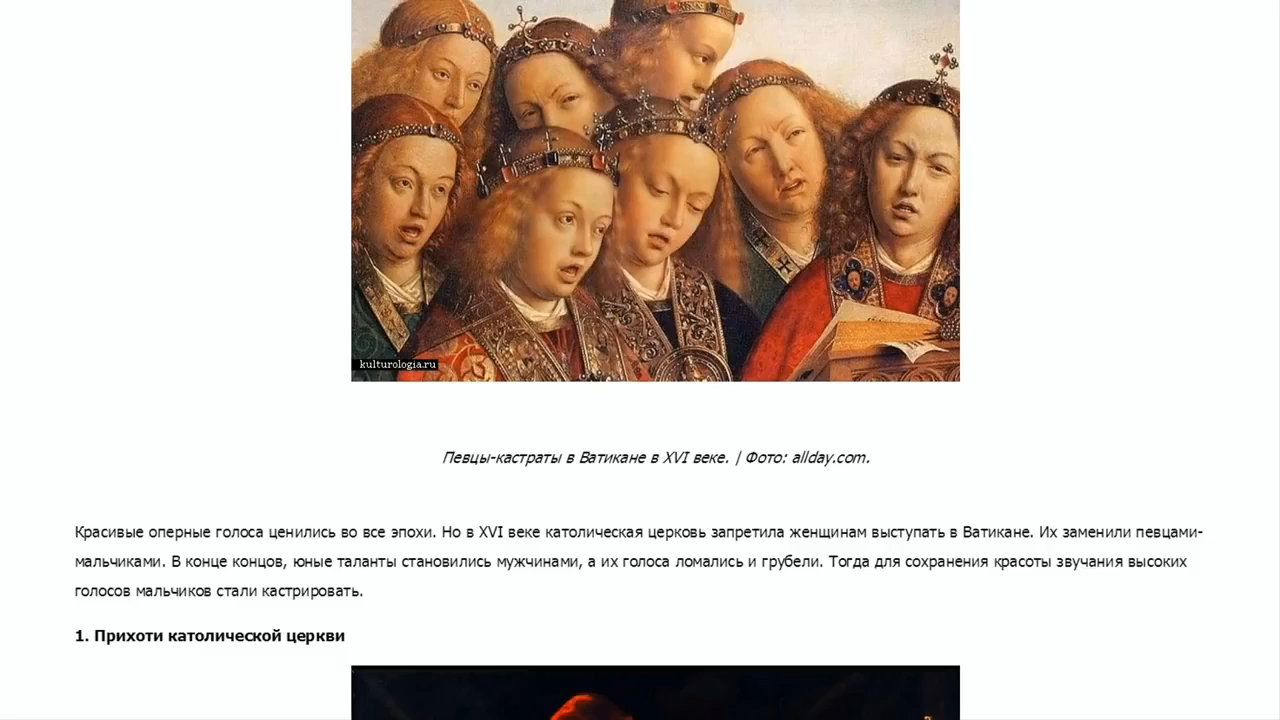 kulturologia.ru
Певцы-кастраты в Ватикане в XVI веке. | Фото: allday.com.
Красивые оперные голоса ценились во все эпохи. Но в XVI веке католическая церковь запретила женщинам выступать в Ватикане. Их заменили певцами-
мальчиками. В конце концов, юные таланты становились мужчинами, а их голоса ломались и грубели. Тогда для сохранения красоты звучания высоких
голосов мальчиков стали кастрировать.
1. Прихоти католической церкви